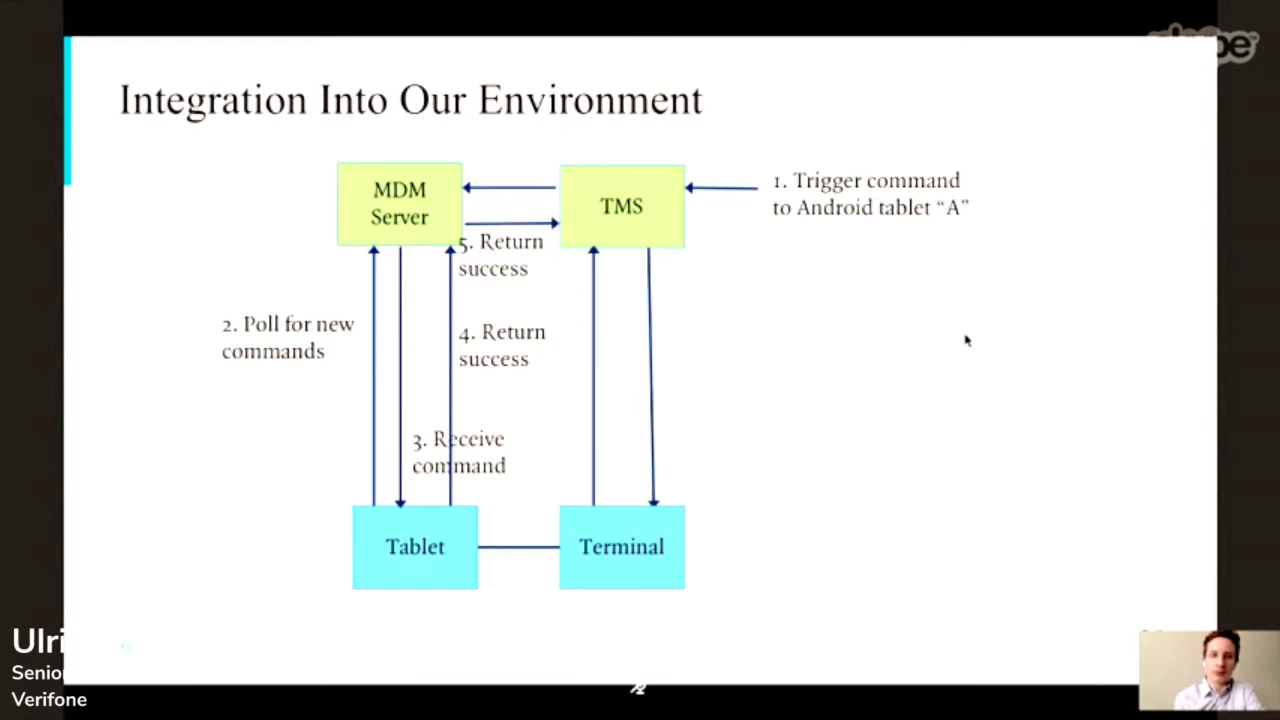 Integration Into Our Environment
MDM
Server
TMS
1. Trigger command
to Android tablet “A”
5. Return
success
2. Poll for new
commands
4. Return
success
3. Receive
command
Tablet
Terminal
Verifone